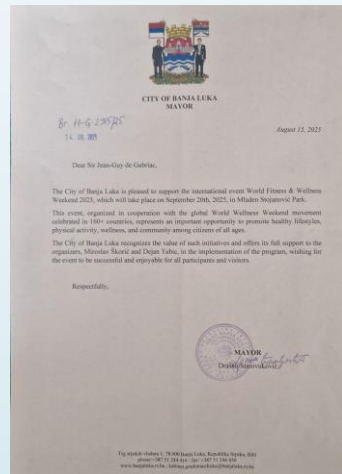 CITY OF BANJA LUKA
MAYOR
August 15, 2025
Dear Sir Jean-Guy de Gabriac,
The City of Banja Luka is pleased to support the international event World Fitness & Wellness
Weekend 2025, which will take place on September 20th, 2025, in Mladen Stojanović Park.
This event, organized in cooperation with the global World Wellness Weekend movement
celebrated in 160+ countries, represents an important opportunity to promote healthy lifestyles,
physical activity, wellness, and community among citizens of all ages.
The City of Banja Luka recognizes the value of such initiatives and offers its full support to the
organizers, Miroslav Škorić and Dejan in the implementation of the program, wishing for
the event to be successful and enjoyable for all participants and visitors.
Respectfully,
MAYOR
Banja Luka, Republika Srpska,